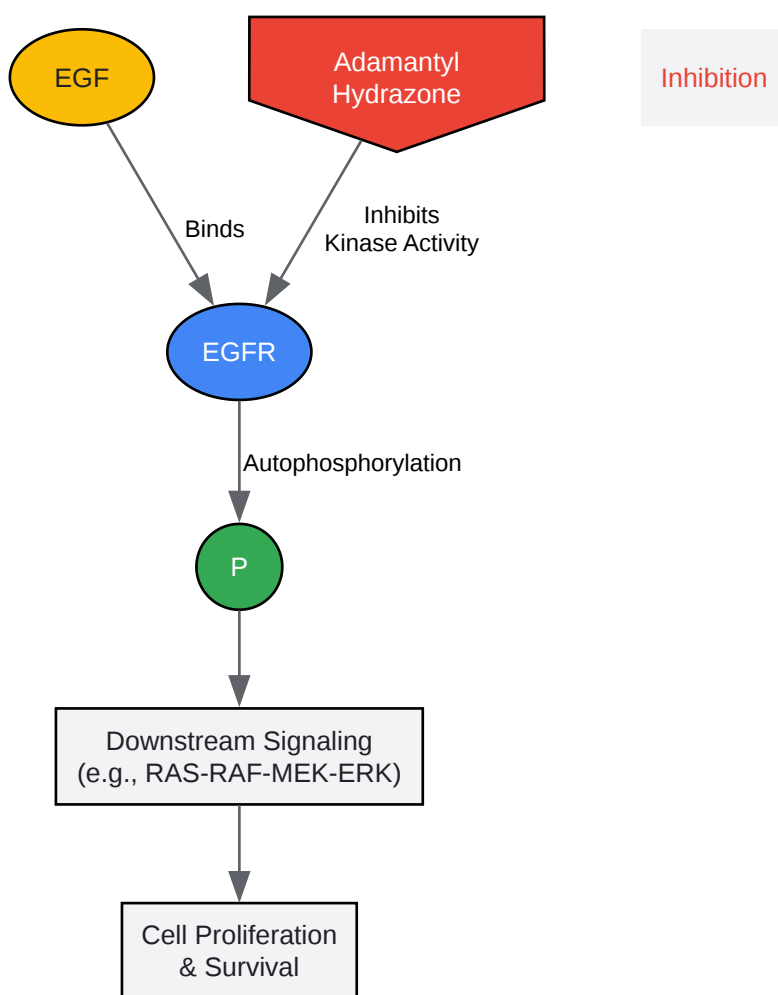 EGF
Adamantyl
Hydrazone
Inhibition
Binds
Inhibits
Kinase Activity
EGFR
Autophosphorylation
P
Downstream Signaling
(e.g., RAS-RAF-MEK-ERK)
Cell Proliferation
& Survival